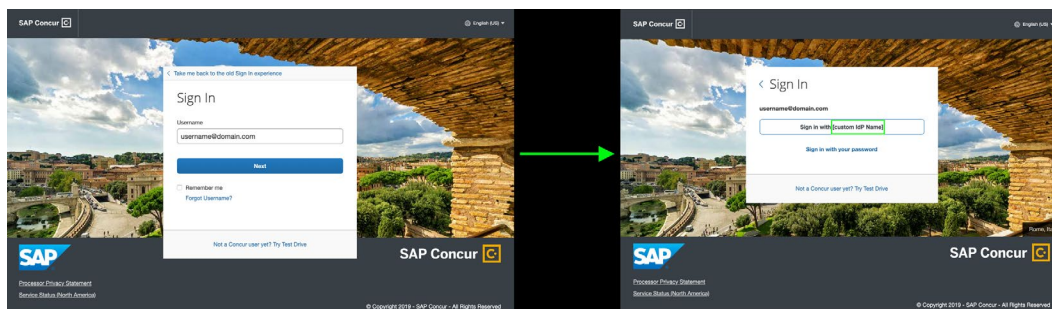 SAP Concur C
English (US)
< Take me back to the old Sign In experience
Sign In
Username
username@domain.com
Next
Remember me
Forgot Username?
Not a Concur user yet? Try Test Drive
SAP
SAP Concur C
Processor Privacy Statement
Service Status (North America)
© Copyright 2019 - SAP Concur - All Rights Reserved
SAP Concur C
English (US)
< Sign In
username@domain.com
Sign in with [custom IdP Name]
Sign in with your password
Not a Concur user yet? Try Test Drive
SAP
SAP Concur C
Processor Privacy Statement
Service Status (North America)
© Copyright 2019 - SAP Concur - All Rights Reserved
Rome,